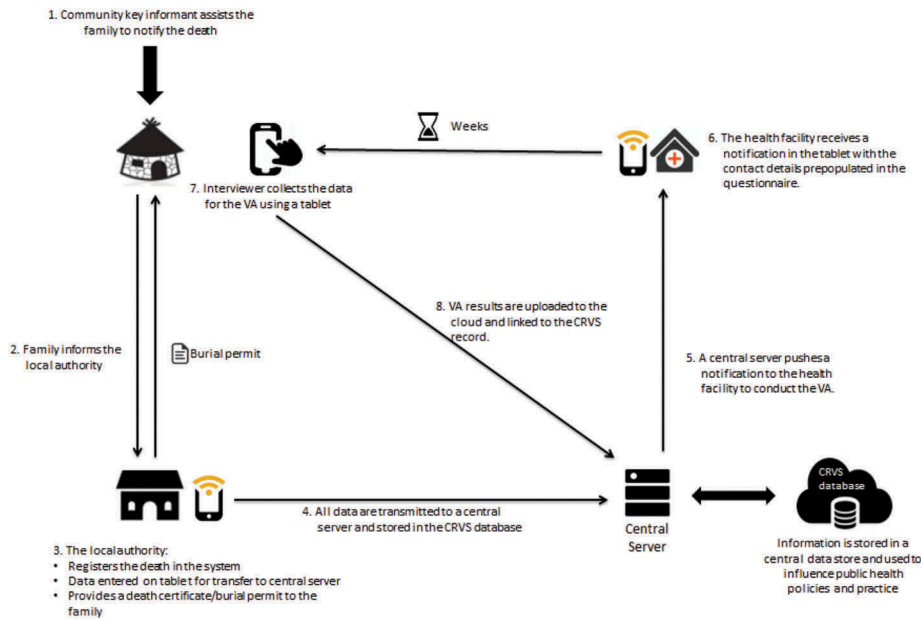 1. Community key informant assists the
family to notify the death
Weeks
6. The health facility receives a
notification in the tablet with the
contact details prepopulated in the
questionnaire.
7. Interviewer collects the data
for the VA using a tablet
8. VA results are uploaded to the
cloud and linked to the CRVS
record.
2. Family informs the
local authority
Burial permit
5. A central server pushes a
notification to the health
facility to conduct the VA.
4. All data are transmitted to a central
server and stored in the CRVS database
Central
Server
CRVS
database
Information is stored in a
central data store and used to
influence public health
policies and practice
3. The local authority:
• Registers the death in the system
• Data entered on tablet for transfer to central server
• Provides a death certificate/burial permit to the
family